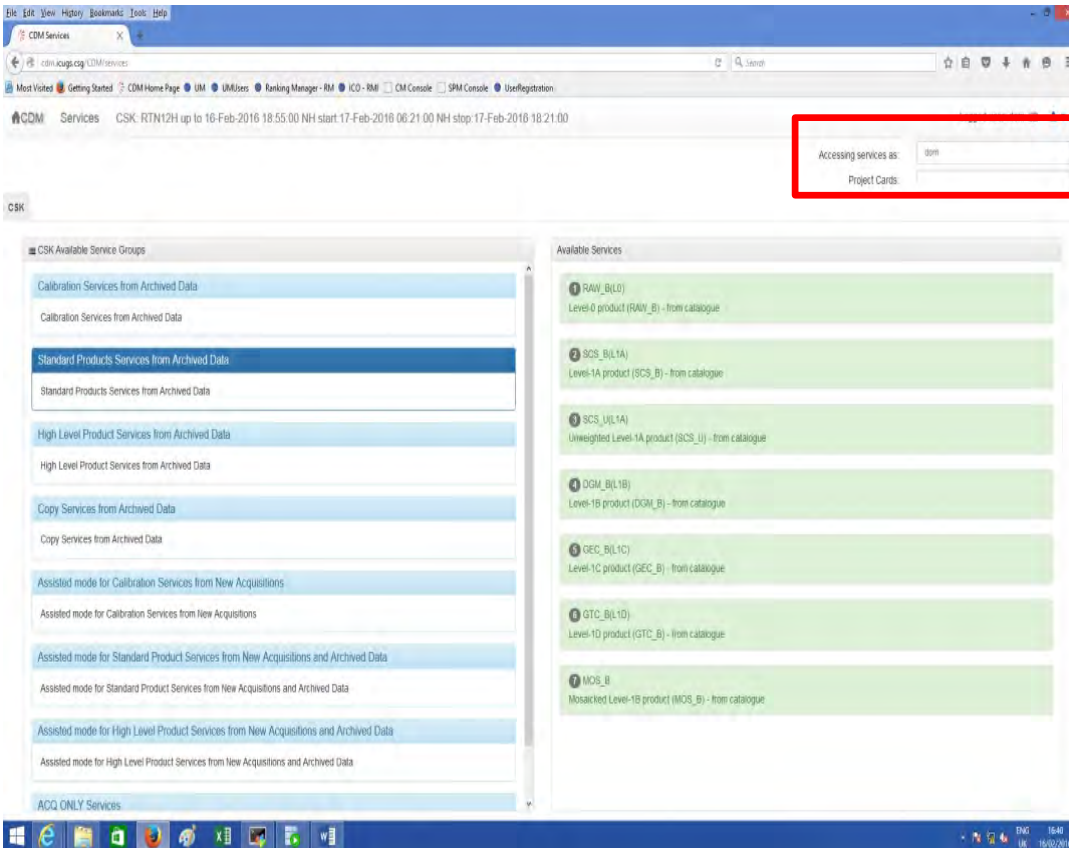 File Edit View History Bookmarks Tools Help
CDM Services
cdm.icugs.csg/CDM/services
Search
Most Visited Getting Started CDM Home Page UM UMUsers Ranking Manager - RM ICO - RMI CM Console SPM Console UserRegistration
CDM Services CSK: RTN12H up to 16-Feb-2016 18:55:00 NH start:17-Feb-2016 06:21:00 NH stop:17-Feb-2016 18:21:00
Accessing services as:
Project Cards:
CSK
CSK Available Service Groups
Available Services
Calibration Services from Archived Data
Calibration Services from Archived Data
Standard Products Services from Archived Data
Standard Products Services from Archived Data
High Level Product Services from Archived Data
High Level Product Services from Archived Data
Copy Services from Archived Data
Copy Services from Archived Data
Assisted mode for Calibration Services from New Acquisitions
Assisted mode for Calibration Services from New Acquisitions
Assisted mode for Standard Product Services from New Acquisitions and Archived Data
Assisted mode for Standard Product Services from New Acquisitions and Archived Data
Assisted mode for High Level Product Services from New Acquisitions and Archived Data
Assisted mode for High Level Product Services from New Acquisitions and Archived Data
ACQ ONLY Services
1 RAW_B(L0)
Level-0 product (RAW_B) - from catalogue
2 SCS_B(L1A)
Level-1A product (SCS_B) - from catalogue
3 SCS_U(L1A)
Unweighted Level-1A product (SCS_U) - from catalogue
4 DGM_B(L1B)
Level-1B product (DGM_B) - from catalogue
5 GEC_B(L1C)
Level-1C product (GEC_B) - from catalogue
6 GTC_B(L1D)
Level-1D product (GTC_B) - from catalogue
7 MOS_B
Mosaicked Level-1B product (MOS_B) - from catalogue
ENG 16:40
UK 16/02/2016